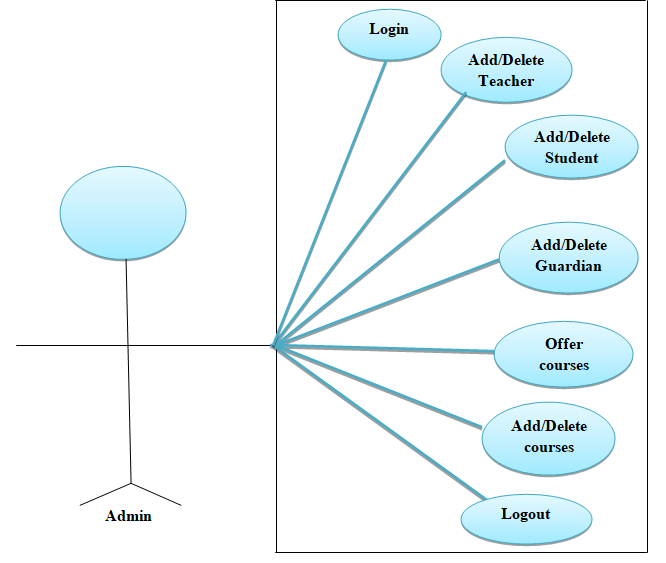 Login
Add/Delete
Teacher
Add/Delete
Student
Add/Delete
Guardian
Offer
courses
Add/Delete
courses
Logout
Admin